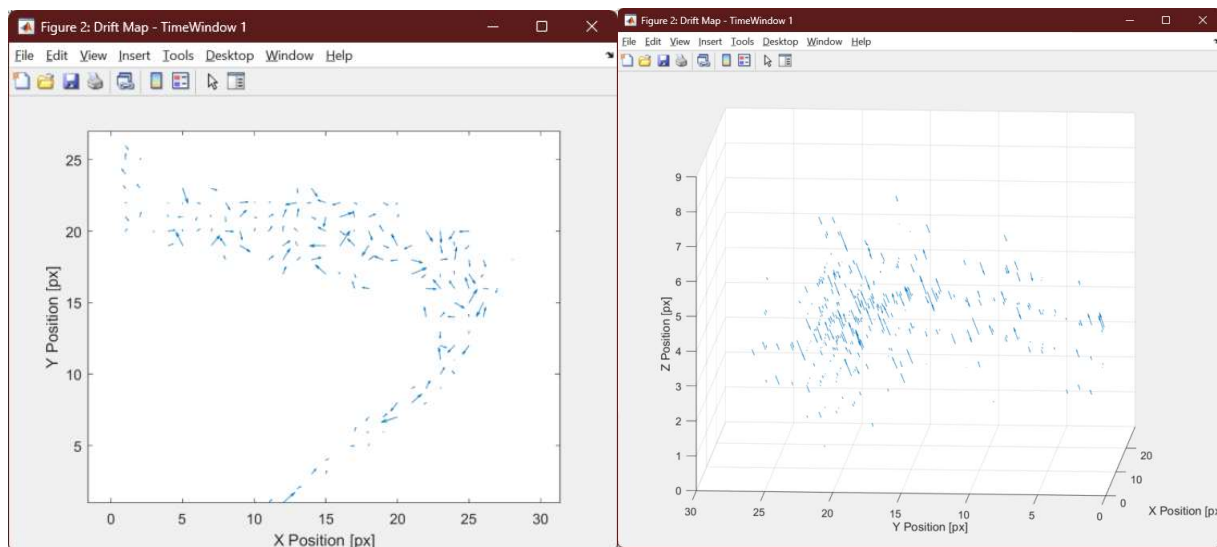 Figure 2: Drift Map - TimeWindow 1
File Edit View Insert Tools Desktop Window Help
25
20
15
10
5
Y Position [px]
0 5 10 15 20 25 30
X Position [px]
Figure 2: Drift Map - TimeWindow 1
File Edit View Insert Tools Desktop Window Help
9
8
7
6
5
4
3
2
1
0
Z Position [px]
30 25 20 15 10 5 0
Y Position [px]
20
10
0
X Position [px